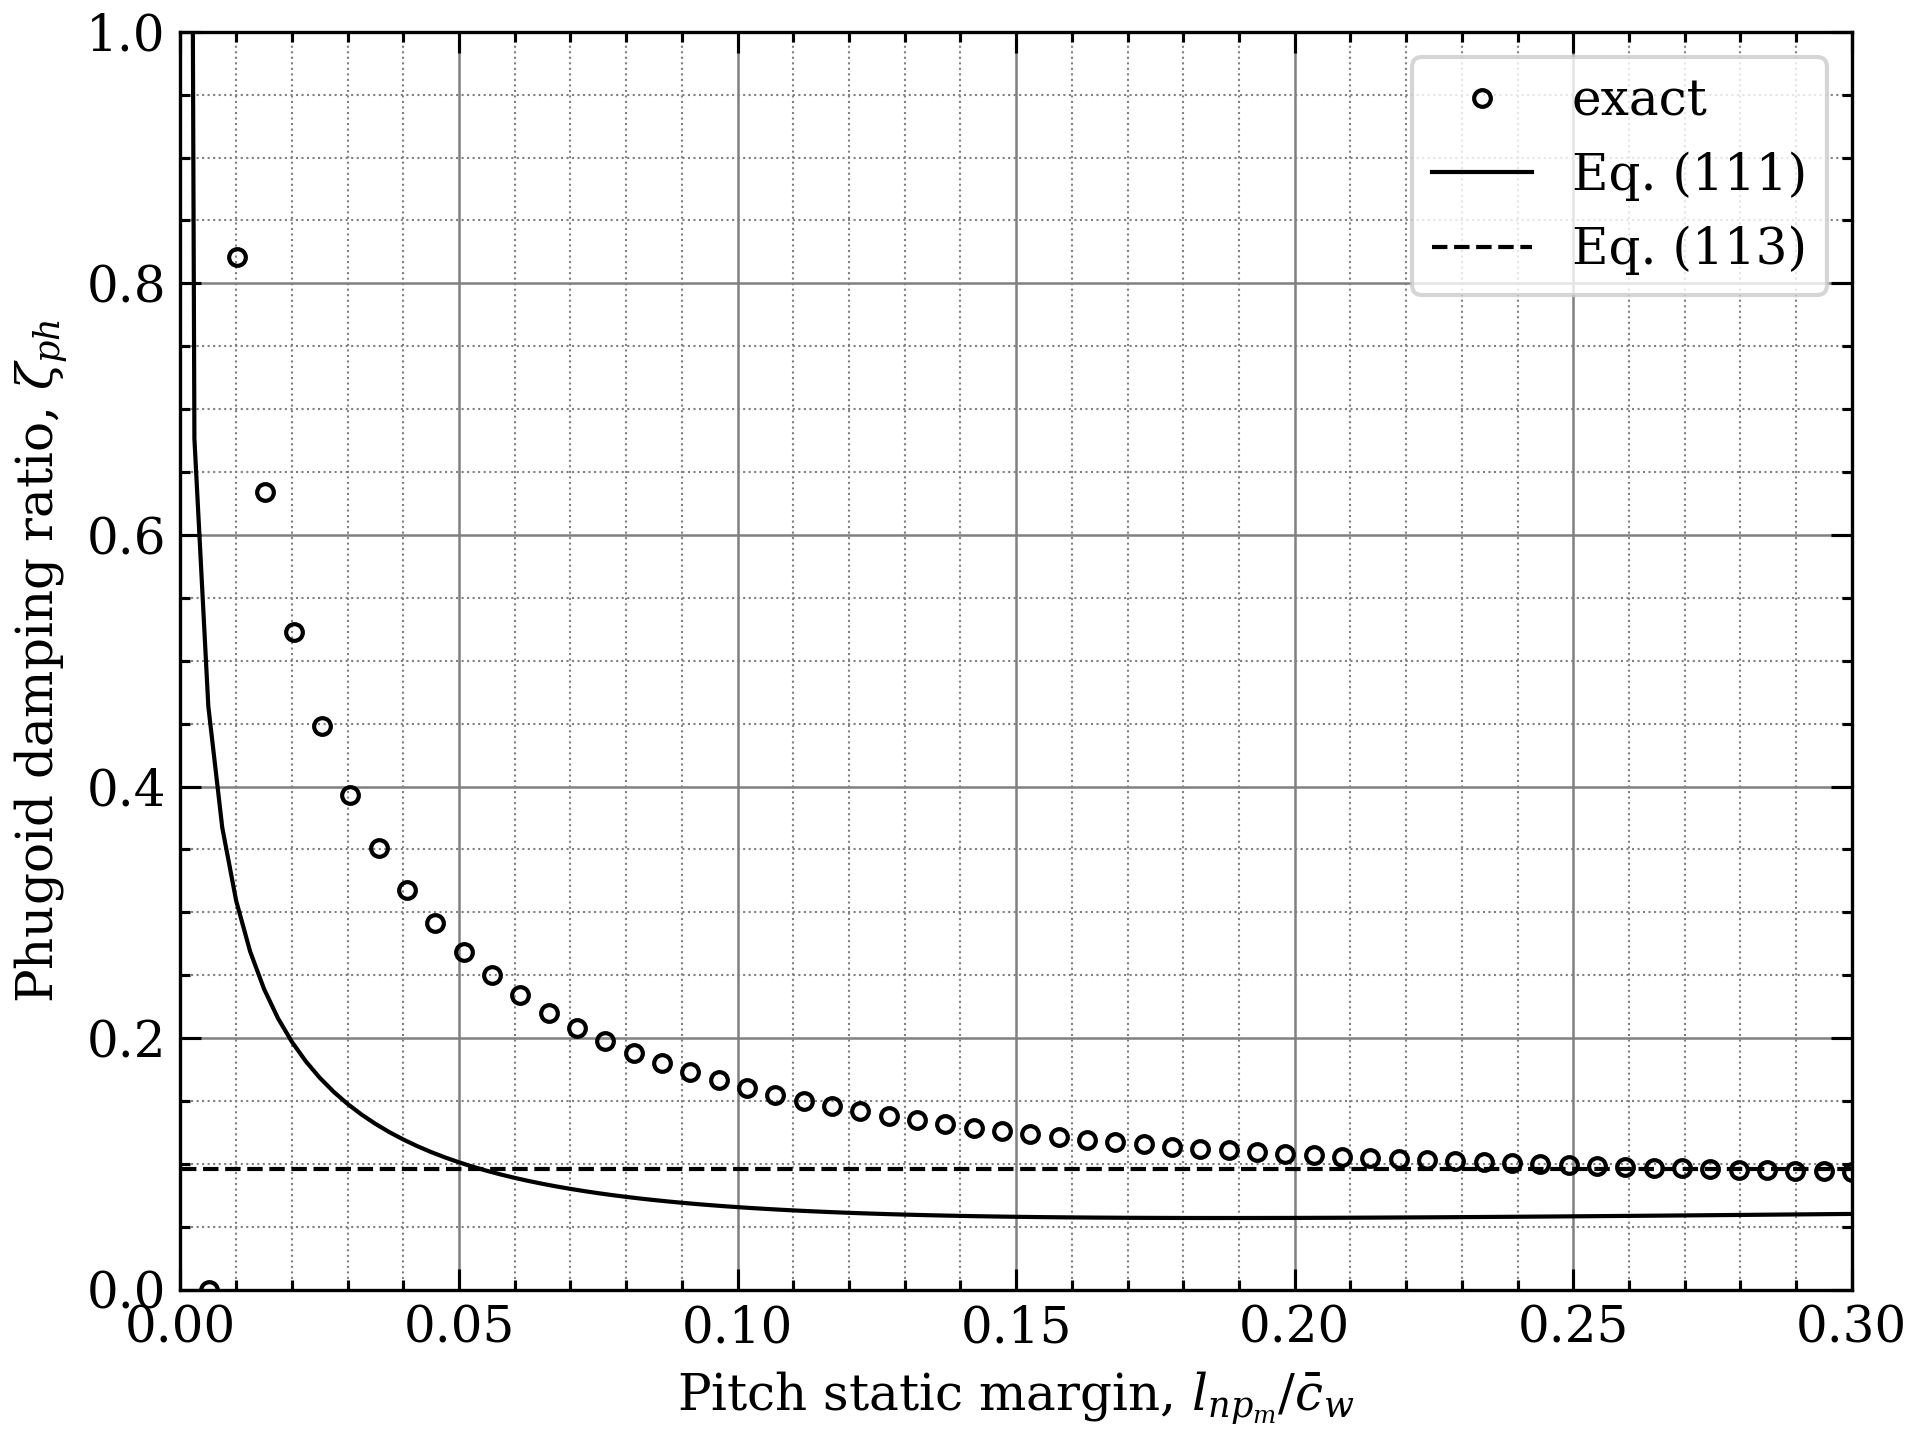 1.0
0.8
0.6
0.4
0.2
0.0
Phugoid damping ratio, ζph
exact
Eq. (111)
Eq. (113)
0.00 0.05 0.10 0.15 0.20 0.25 0.30
Pitch static margin, lnpm/c̄w